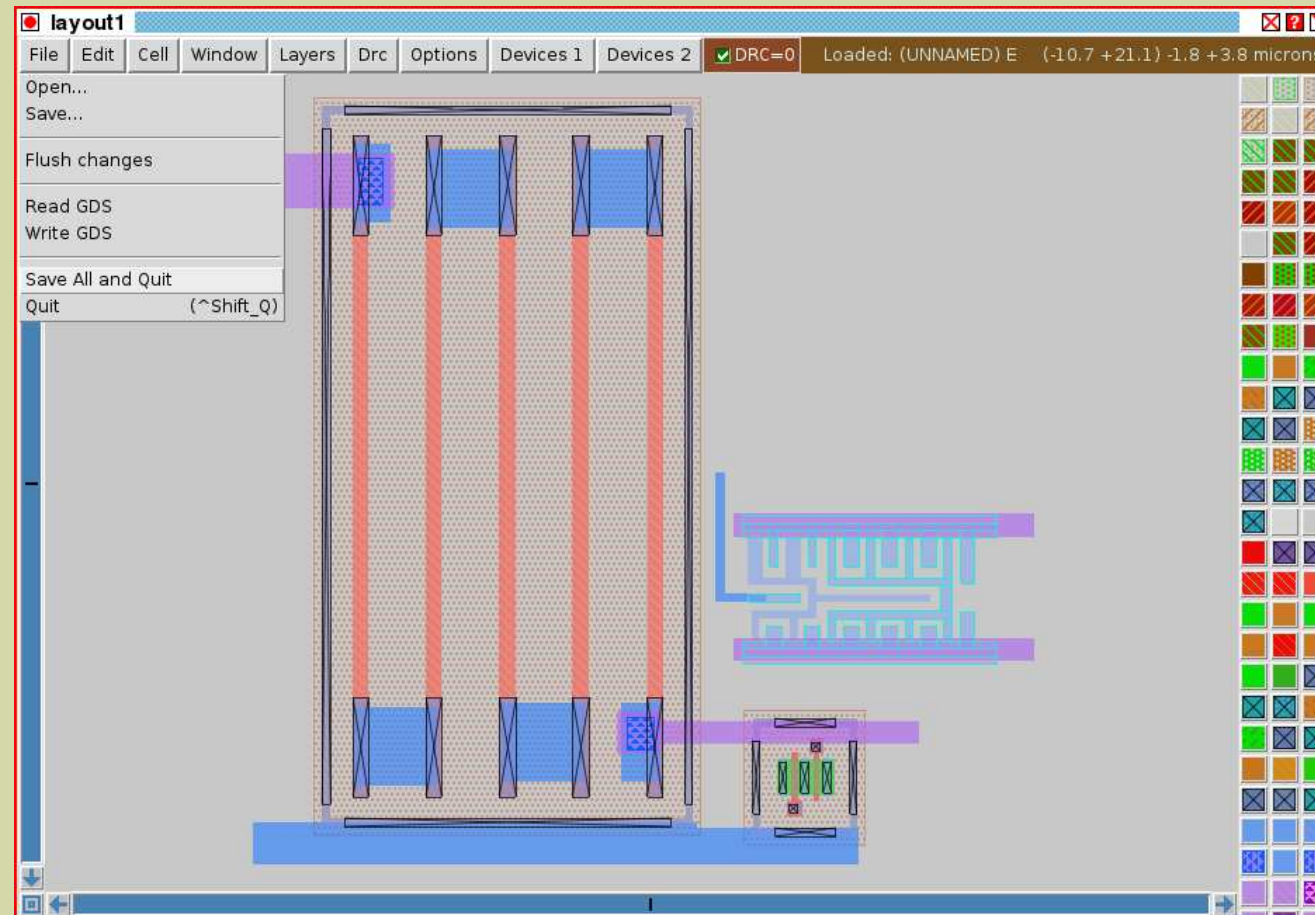 layout1
File Edit Cell Window Layers Drc Options Devices 1 Devices 2 DRC=0 Loaded: (UNNAMED) E (-10.7 +21.1) -1.8 +3.8 microns
Open...
Save...
Flush changes
Read GDS
Write GDS
Save All and Quit
Quit (^Shift_Q)